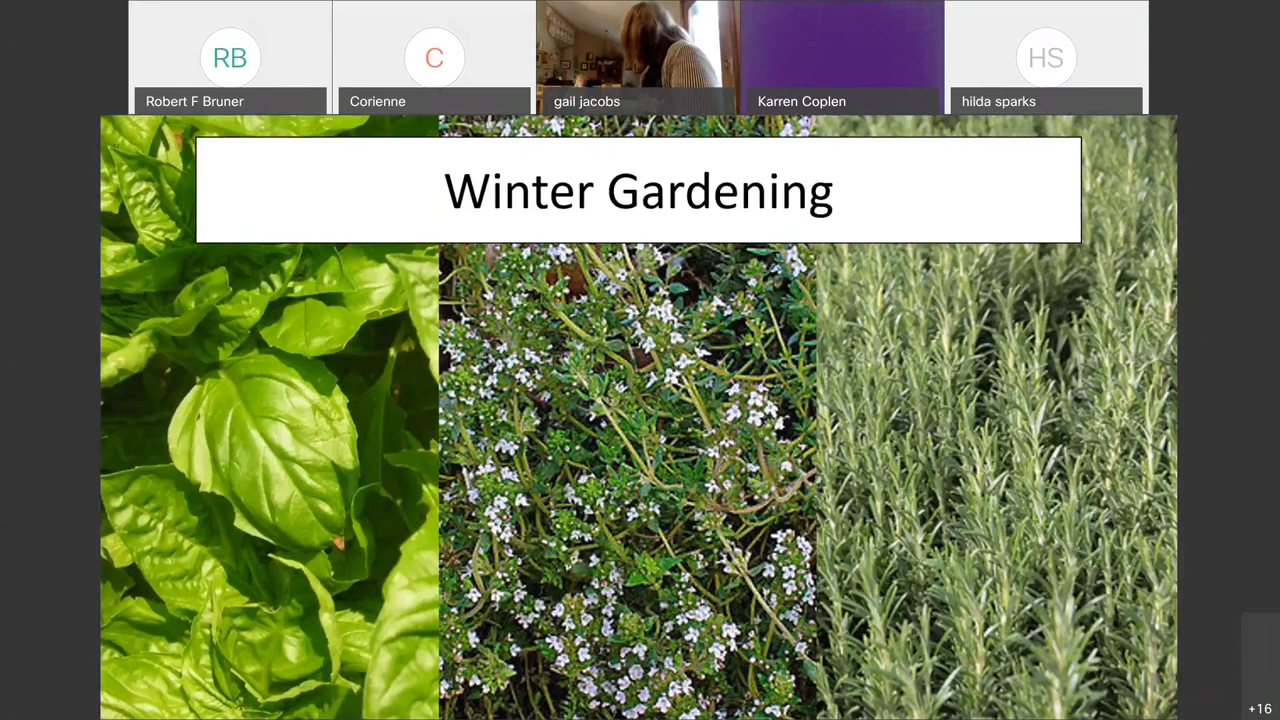 RB
C
HS
Robert F Bruner
Corienne
gail jacobs
Karren Coplen
hilda sparks
Winter Gardening
+16